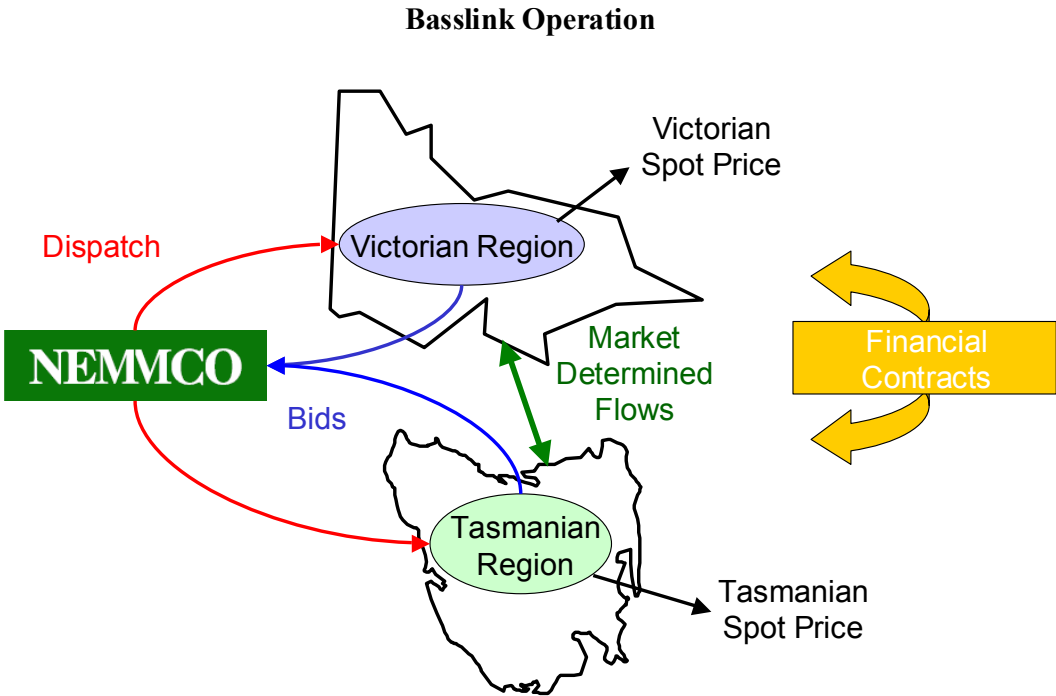 Basslink Operation
Victorian
Spot Price
Dispatch
Victorian Region
NEMMCO
Market
Determined
Flows
Financial
Contracts
Bids
Tasmanian
Region
Tasmanian
Spot Price